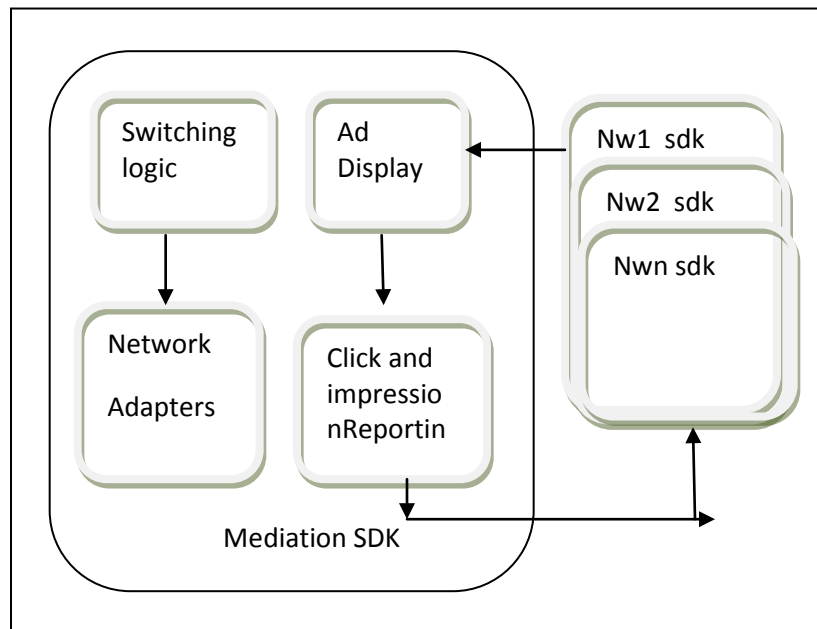 Switching
logic
Ad
Display
Nw1 sdk
Nw2 sdk
Nwn sdk
Network
Adapters
Click and
impressio
nReportin
Mediation SDK